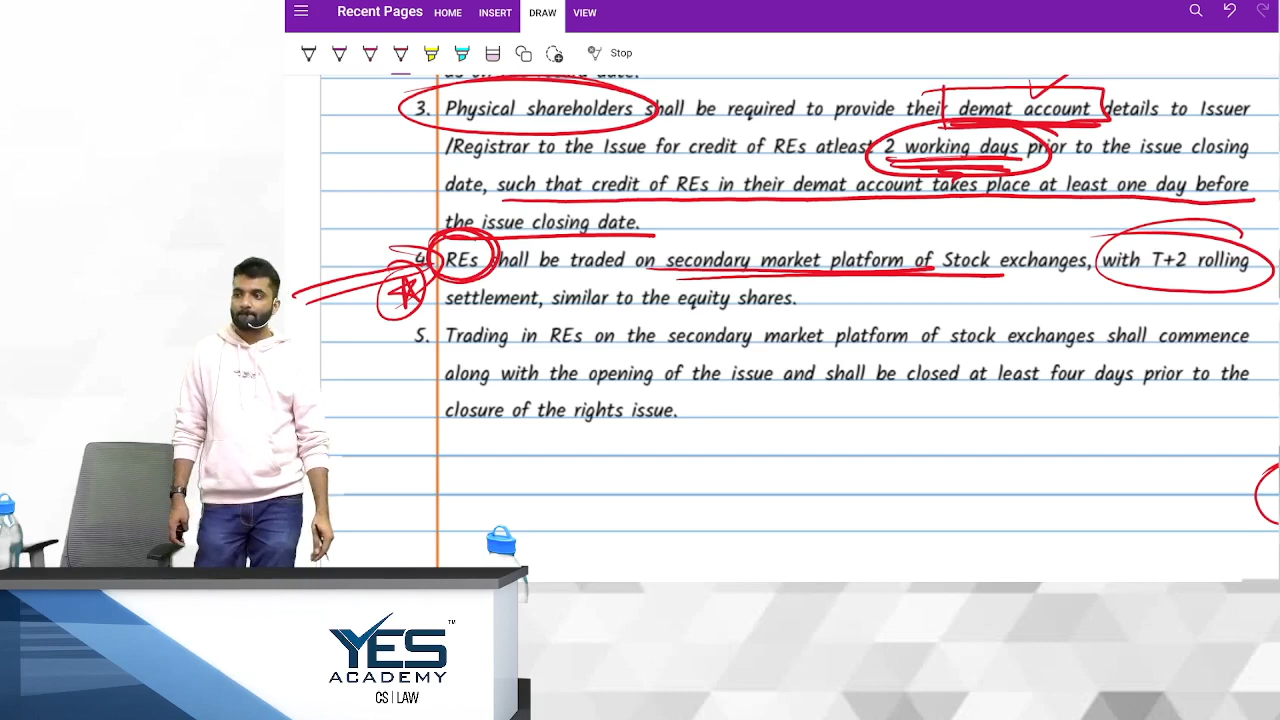 Recent Pages HOME INSERT DRAW VIEW
Stop
3. Physical shareholders shall be required to provide their demat account details to Issuer
/Registrar to the Issue for credit of REs atleast 2 working days prior to the issue closing
date, such that credit of REs in their demat account takes place at least one day before
the issue closing date.
4. REs shall be traded on secondary market platform of Stock exchanges, with T+2 rolling
settlement, similar to the equity shares.
5. Trading in REs on the secondary market platform of stock exchanges shall commence
along with the opening of the issue and shall be closed at least four days prior to the
closure of the rights issue.
YES™
ACADEMY
CS | LAW